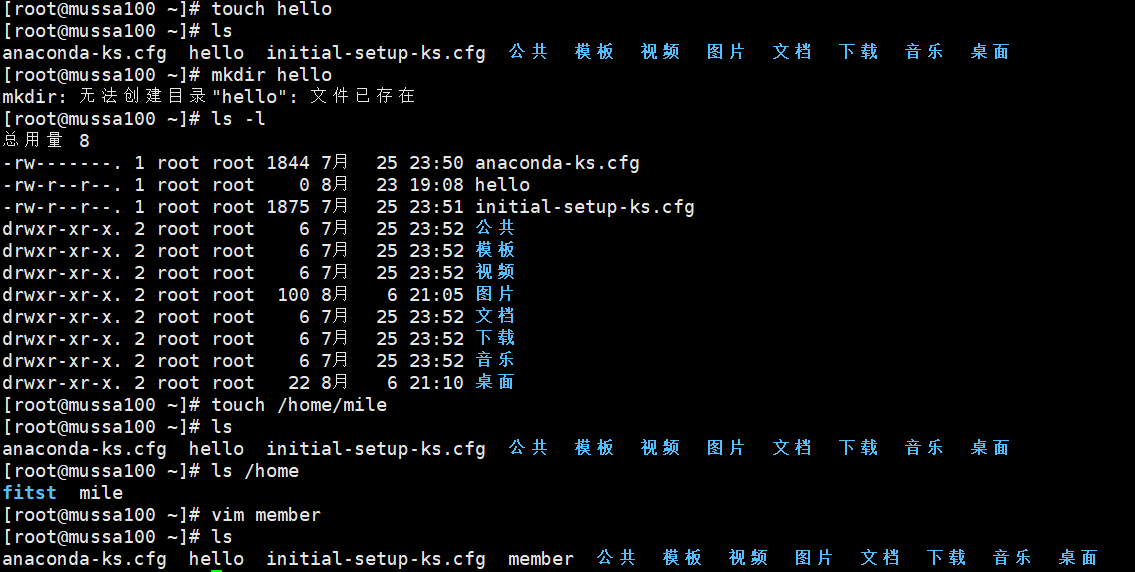 [root@mussa100 ~]# touch hello
[root@mussa100 ~]# ls
anaconda-ks.cfg  hello  initial-setup-ks.cfg  公共  模板  视频  图片  文档  下载  音乐  桌面
[root@mussa100 ~]# mkdir hello
mkdir: 无法创建目录"hello": 文件已存在
[root@mussa100 ~]# ls -l
总用量 8
-rw-------. 1 root root 1844 7月   25 23:50 anaconda-ks.cfg
-rw-r--r--. 1 root root    0 8月   23 19:08 hello
-rw-r--r--. 1 root root 1875 7月   25 23:51 initial-setup-ks.cfg
drwxr-xr-x. 2 root root    6 7月   25 23:52 公共
drwxr-xr-x. 2 root root    6 7月   25 23:52 模板
drwxr-xr-x. 2 root root    6 7月   25 23:52 视频
drwxr-xr-x. 2 root root  100 8月    6 21:05 图片
drwxr-xr-x. 2 root root    6 7月   25 23:52 文档
drwxr-xr-x. 2 root root    6 7月   25 23:52 下载
drwxr-xr-x. 2 root root    6 7月   25 23:52 音乐
drwxr-xr-x. 2 root root   22 8月    6 21:10 桌面
[root@mussa100 ~]# touch /home/mile
[root@mussa100 ~]# ls
anaconda-ks.cfg  hello  initial-setup-ks.cfg  公共  模板  视频  图片  文档  下载  音乐  桌面
[root@mussa100 ~]# ls /home
fitst  mile
[root@mussa100 ~]# vim member
[root@mussa100 ~]# ls
anaconda-ks.cfg  hello  initial-setup-ks.cfg  member  公共  模板  视频  图片  文档  下载  音乐  桌面